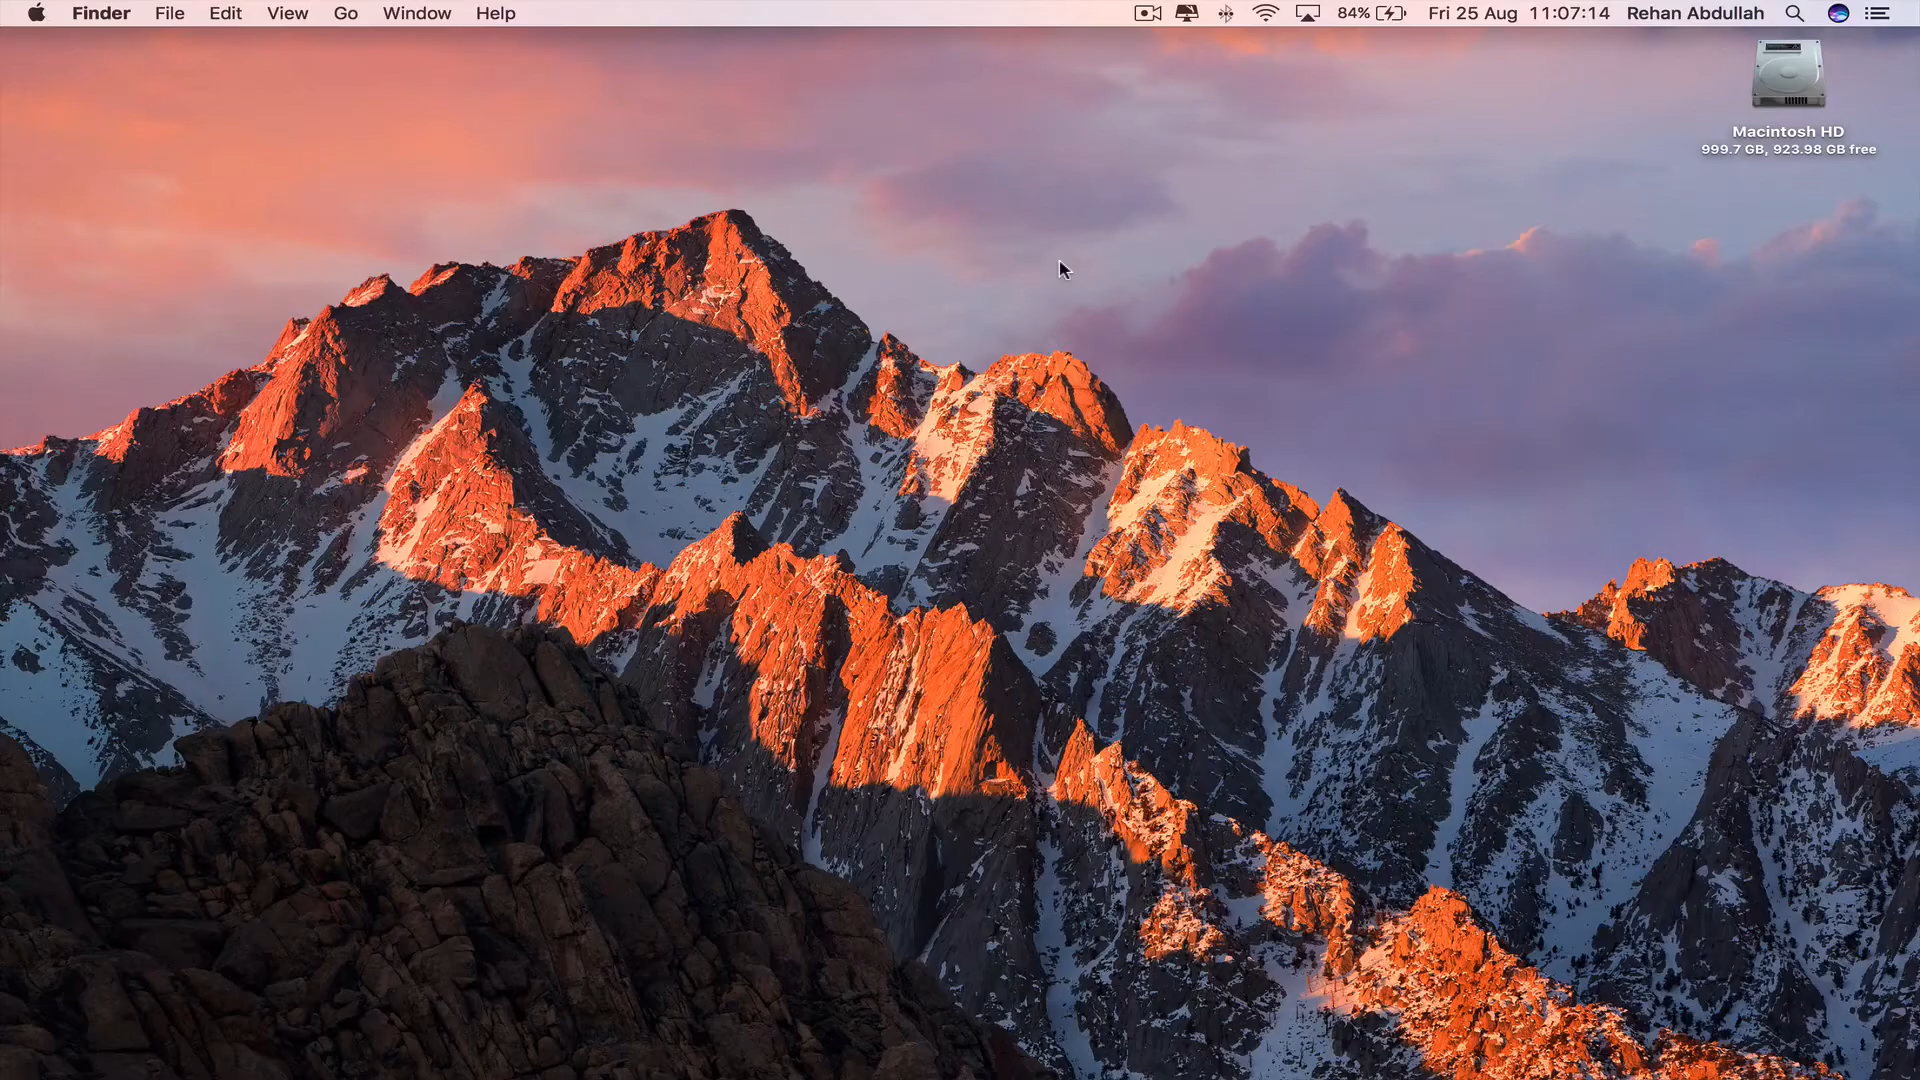 Finder File Edit View Go Window Help 84% Fri 25 Aug 11:07:14 Rehan Abdullah
Macintosh HD
999.7 GB, 923.98 GB free